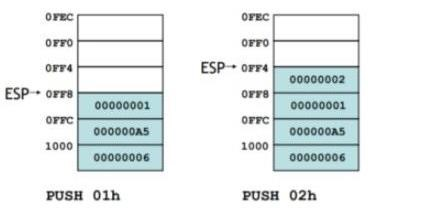 0FEC
0FF0
0FF4
ESP→ 0FF8
00000001
0FFC
000000A5
1000
00000006
PUSH 01h
0FEC
0FF0
ESP→ 0FF4
00000002
0FF8
00000001
0FFC
000000A5
1000
00000006
PUSH 02h